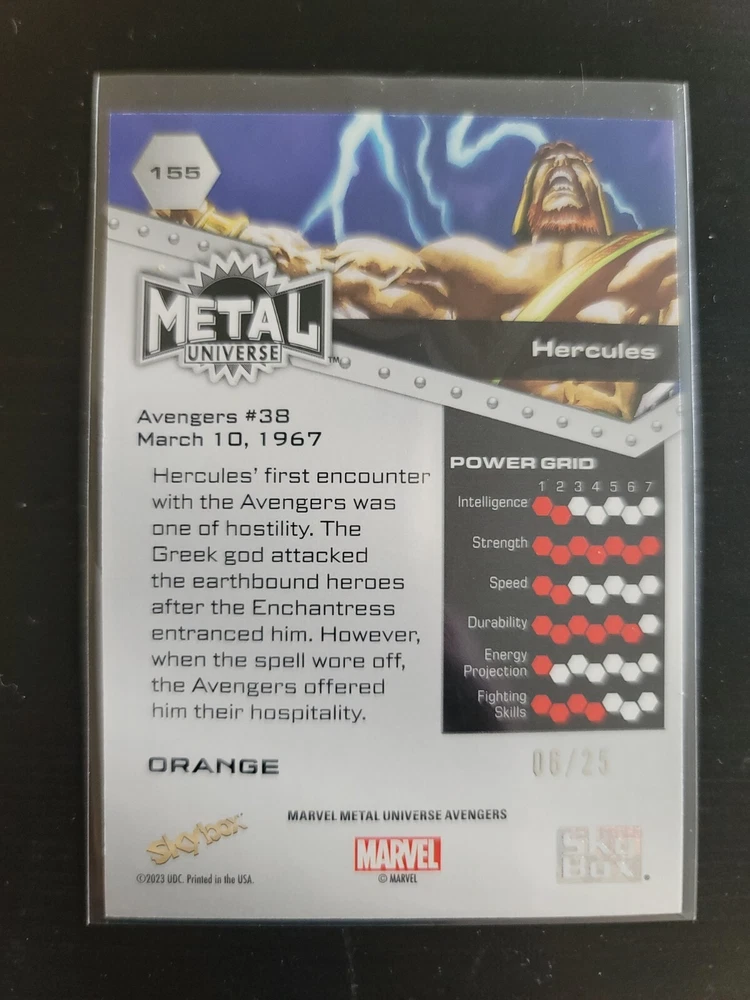 155
METAL
UNIVERSE
TM
Hercules
Avengers #38
March 10, 1967
Hercules' first encounter
with the Avengers was
one of hostility. The
Greek god attacked
the earthbound heroes
after the Enchantress
entranced him. However,
when the spell wore off,
the Avengers offered
him their hospitality.
POWER GRID
1 2 3 4 5 6 7
Intelligence
Strength
Speed
Durability
Energy
Projection
Fighting
Skills
ORANGE
06/25
MARVEL METAL UNIVERSE AVENGERS
skybox
MARVEL
SKY
BOX
©2023 UDC. Printed in the USA.
© MARVEL